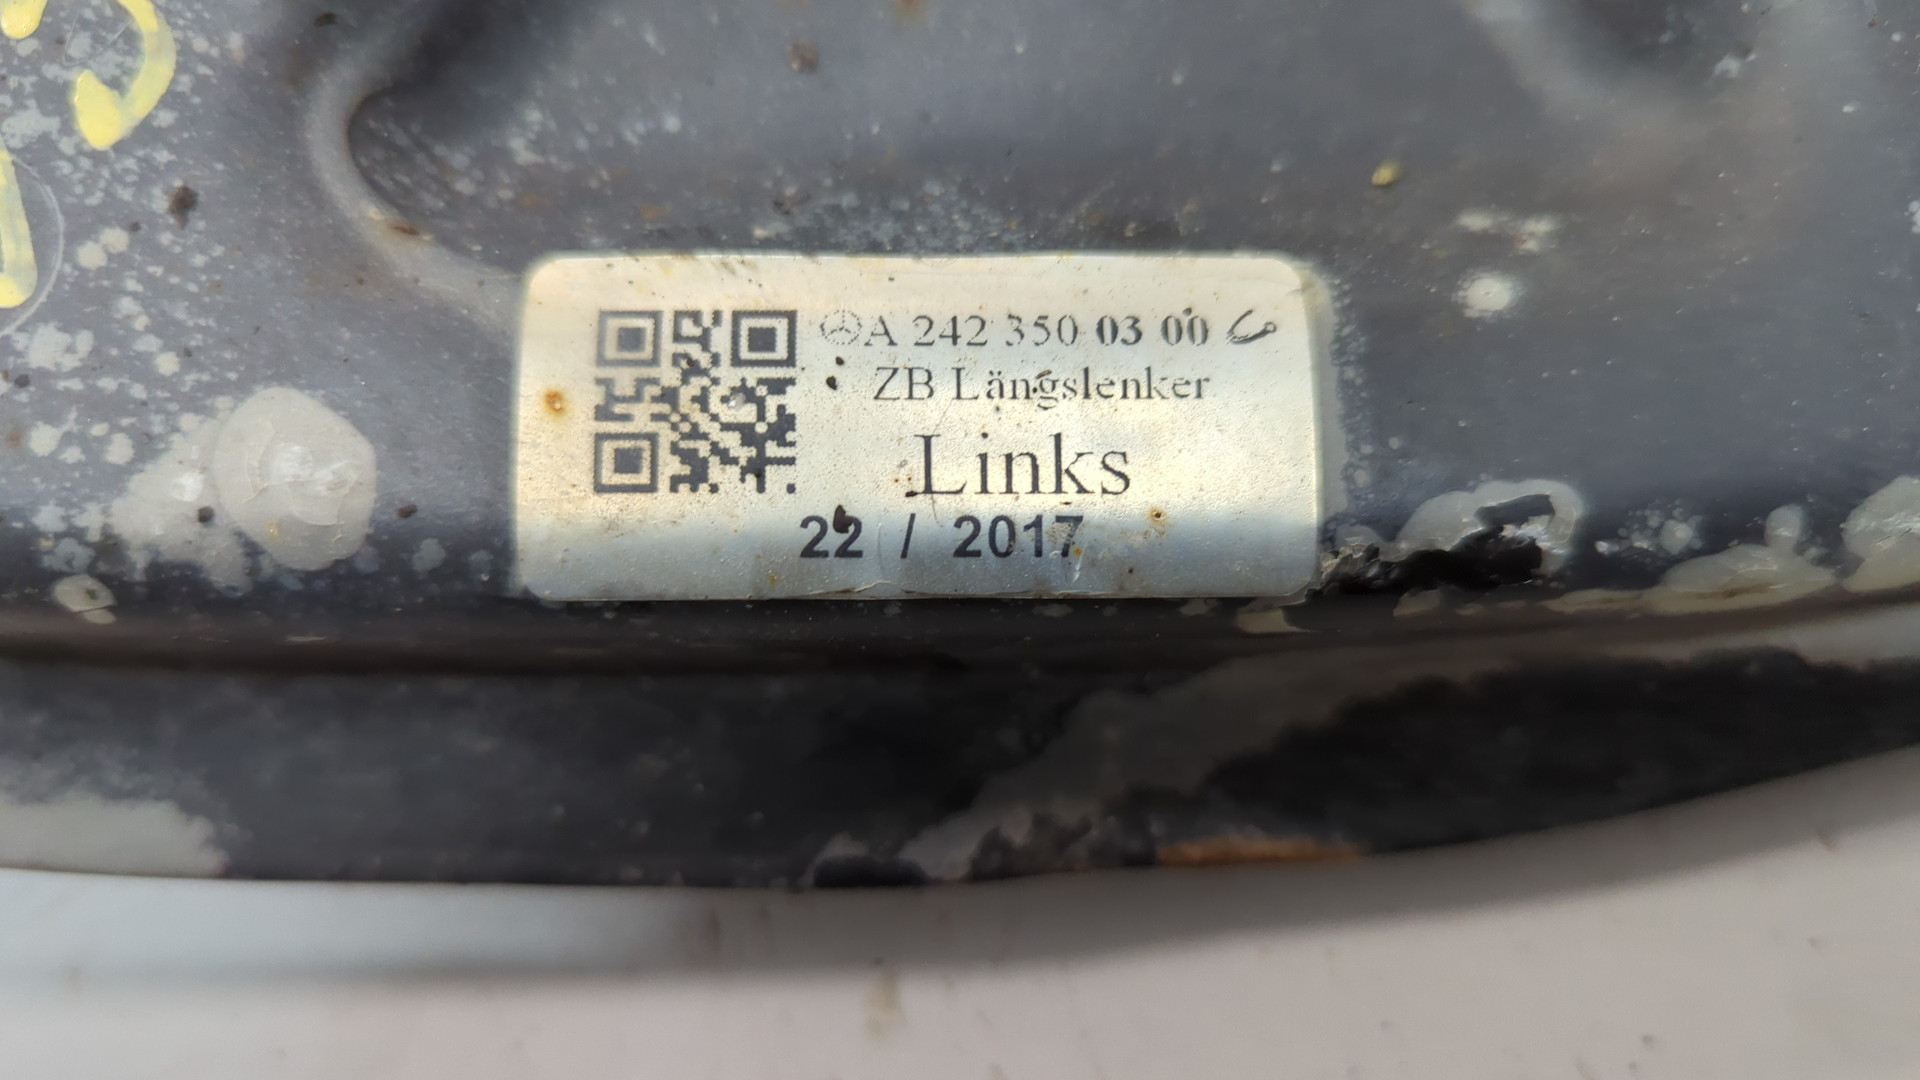 A 242 350 03 00
ZB Längslenker
Links
22 / 2017